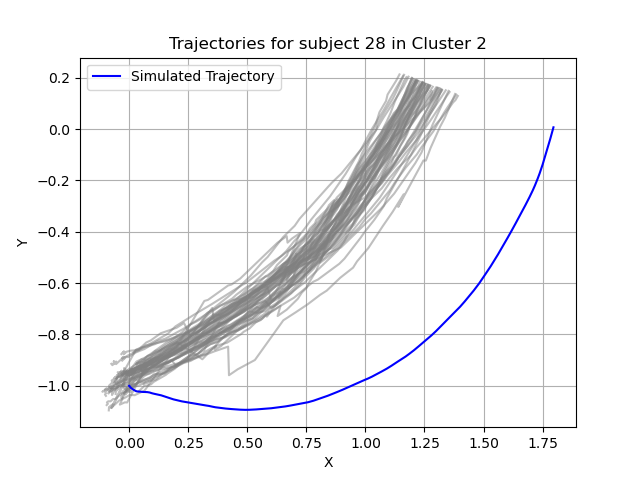 Trajectories for subject 28 in Cluster 2
Simulated Trajectory
Y
0.2
0.0
−0.2
−0.4
−0.6
−0.8
−1.0
0.00 0.25 0.50 0.75 1.00 1.25 1.50 1.75
X